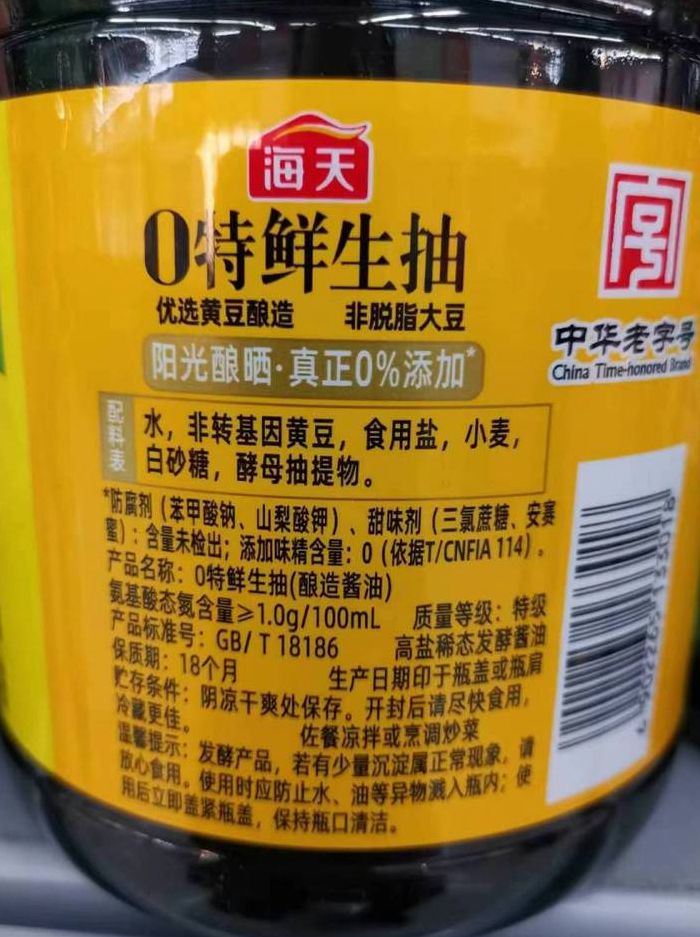 海天
0特鲜生抽
优选黄豆酿造 非脱脂大豆
阳光酿晒·真正0%添加*
中华老字号
China Time-honored Brand
配料表
水，非转基因黄豆，食用盐，小麦，
白砂糖，酵母抽提物。
*防腐剂（苯甲酸钠、山梨酸钾）、甜味剂（三氯蔗糖、安赛
蜜）：含量未检出；添加味精含量：0（依据T/CNFIA 114）。
产品名称：0特鲜生抽(酿造酱油)
氨基酸态氮含量≥1.0g/100mL 质量等级：特级
产品标准号：GB/ T 18186 高盐稀态发酵酱油
保质期：18个月 生产日期印于瓶盖或瓶肩
贮存条件：阴凉干爽处保存。开封后请尽快食用，
冷藏更佳。 佐餐凉拌或烹调炒菜
温馨提示：发酵产品，若有少量沉淀属正常现象，请
放心食用。使用时应防止水、油等异物溅入瓶内；使
用后立即盖紧瓶盖，保持瓶口清洁。